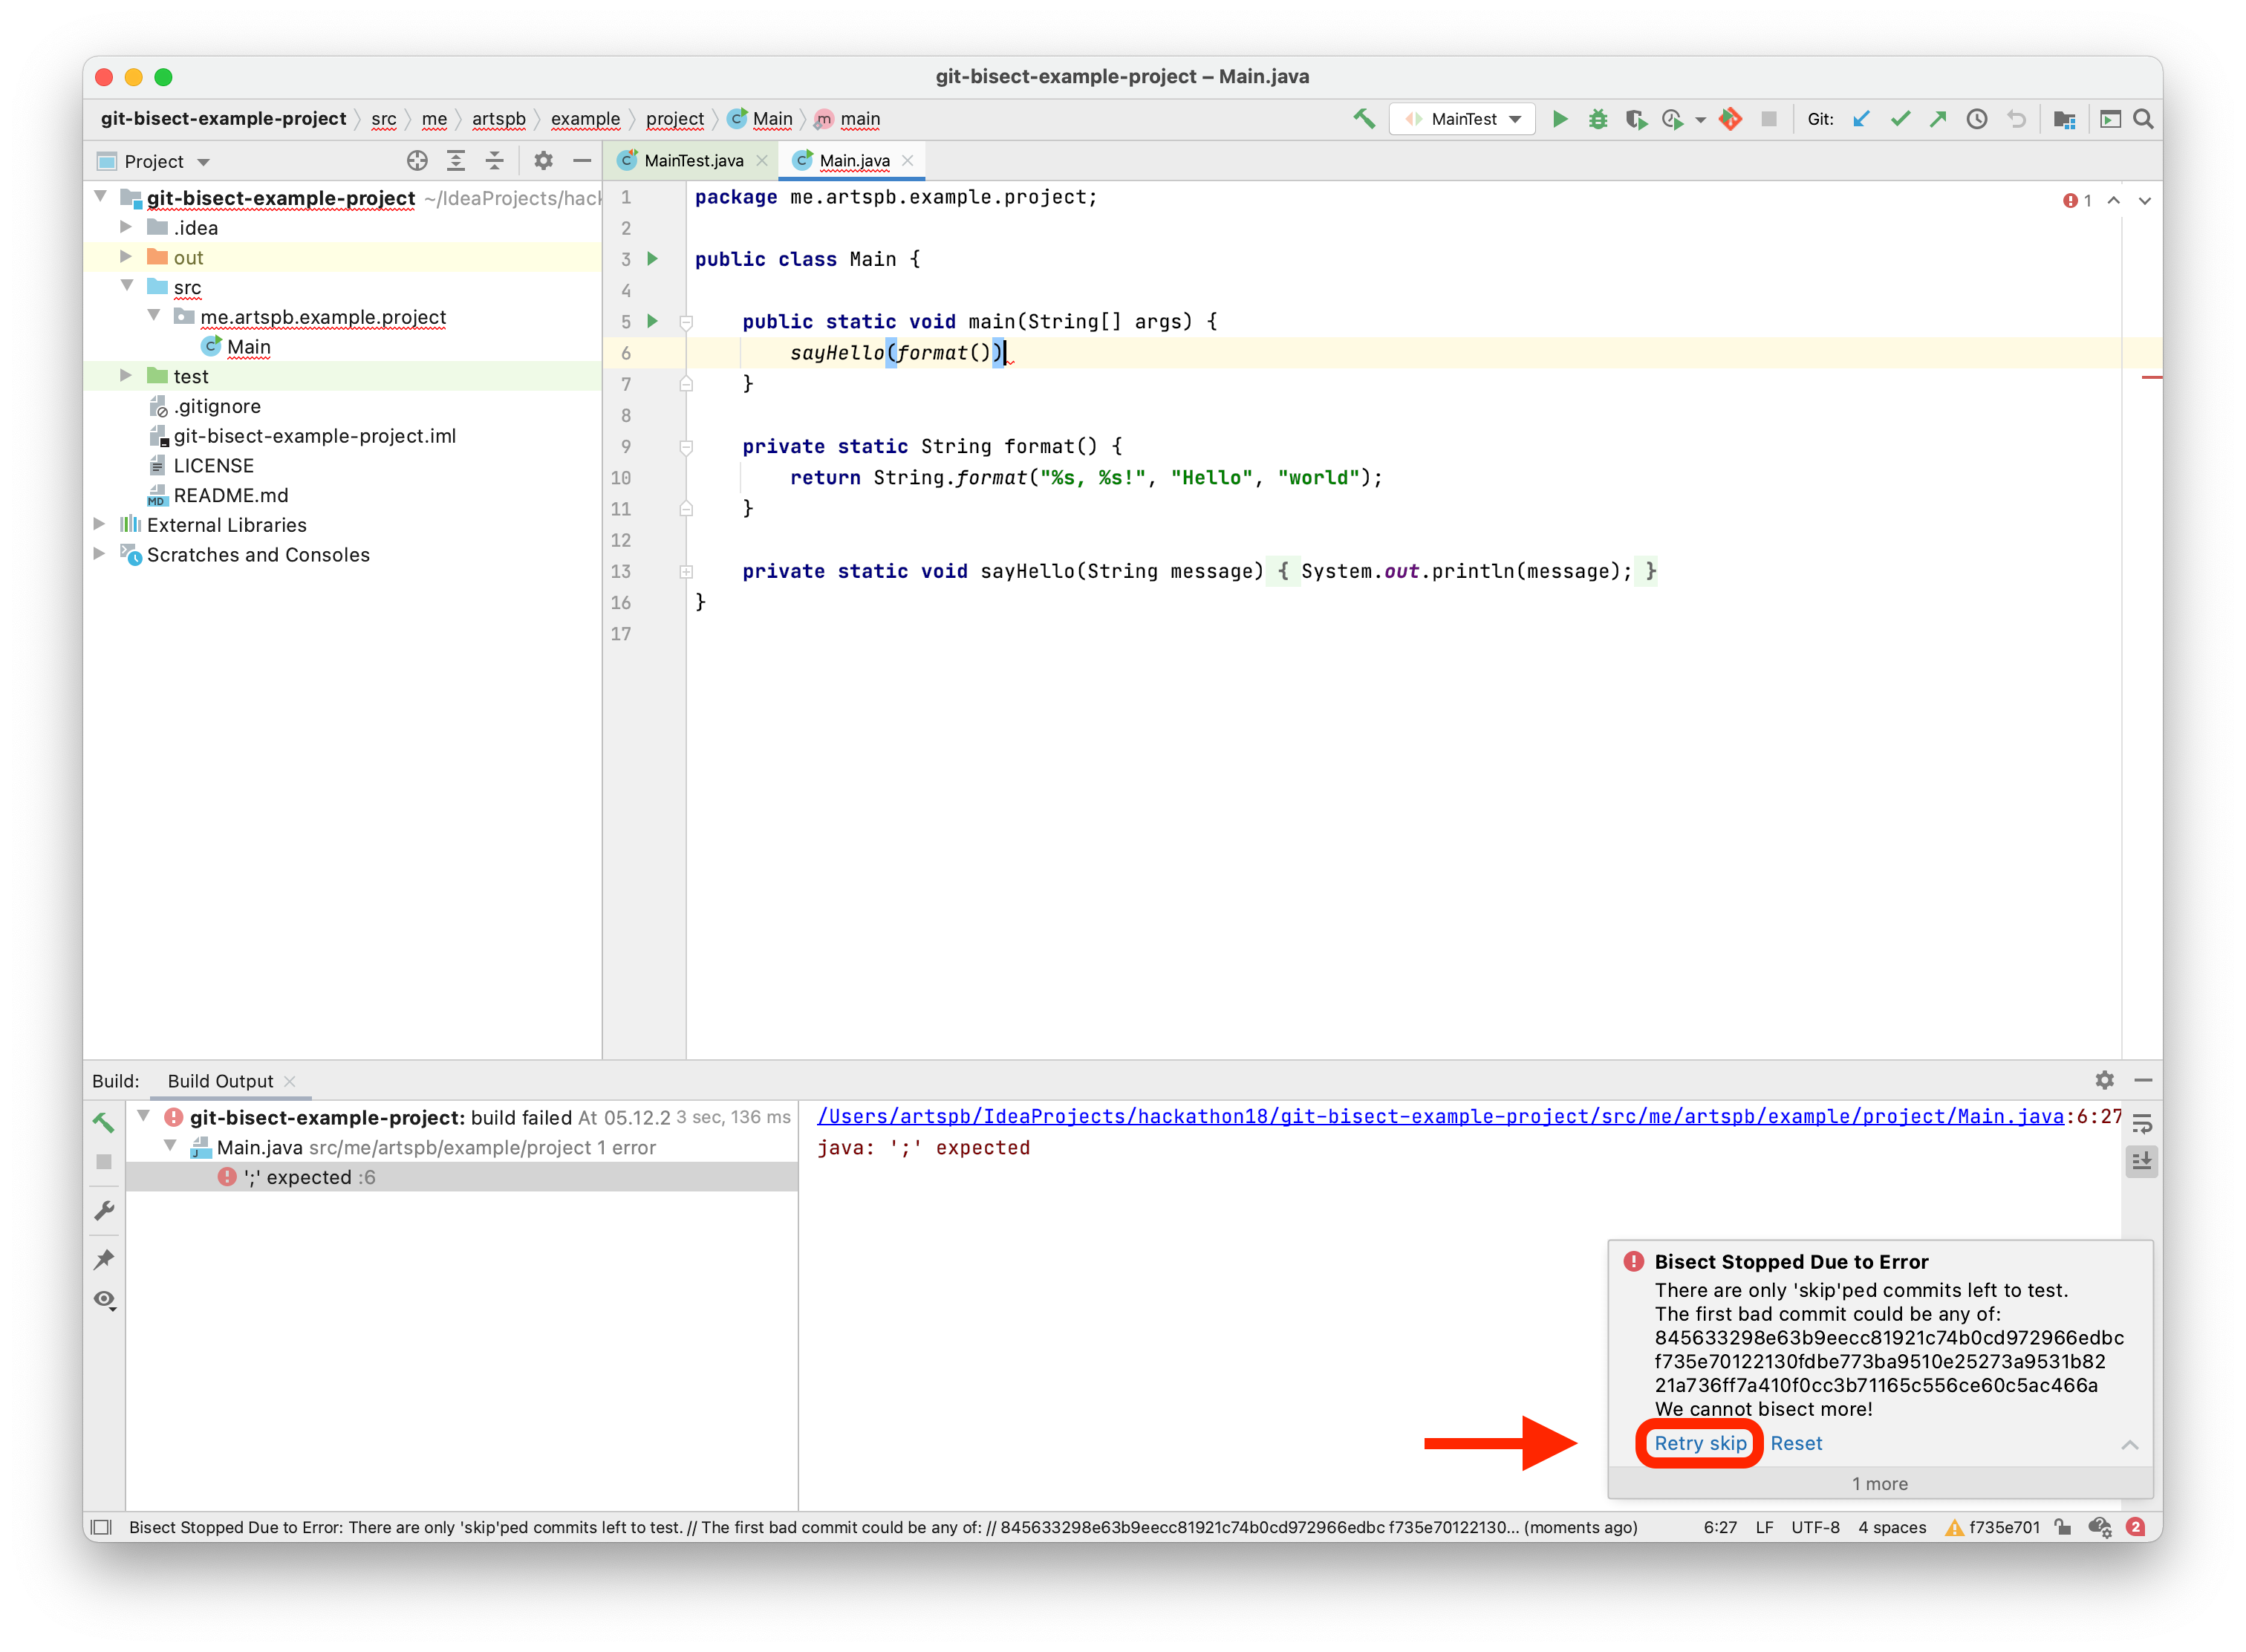 git-bisect-example-project – Main.java
git-bisect-example-project src me artspb example project Main main
MainTest
Git:
Project
MainTest.java
Main.java
git-bisect-example-project ~/IdeaProjects/hack
.idea
out
src
me.artspb.example.project
Main
test
.gitignore
git-bisect-example-project.iml
LICENSE
README.md
External Libraries
Scratches and Consoles
1 package me.artspb.example.project;
2
3 public class Main {
4
5 public static void main(String[] args) {
6 sayHello(format())
7 }
8
9 private static String format() {
10 return String.format("%s, %s!", "Hello", "world");
11 }
12
13 private static void sayHello(String message) { System.out.println(message); }
16 }
17
1
Build: Build Output
git-bisect-example-project: build failed At 05.12.2 3 sec, 136 ms
Main.java src/me/artspb/example/project 1 error
';' expected :6
/Users/artspb/IdeaProjects/hackathon18/git-bisect-example-project/src/me/artspb/example/project/Main.java:6:27
java: ';' expected
Bisect Stopped Due to Error
There are only 'skip'ped commits left to test.
The first bad commit could be any of:
845633298e63b9eecc81921c74b0cd972966edbc
f735e70122130fdbe773ba9510e25273a9531b82
21a736ff7a410f0cc3b71165c556ce60c5ac466a
We cannot bisect more!
Retry skip Reset
1 more
Bisect Stopped Due to Error: There are only 'skip'ped commits left to test. // The first bad commit could be any of: // 845633298e63b9eecc81921c74b0cd972966edbc f735e70122130... (moments ago)
6:27 LF UTF-8 4 spaces f735e701 2